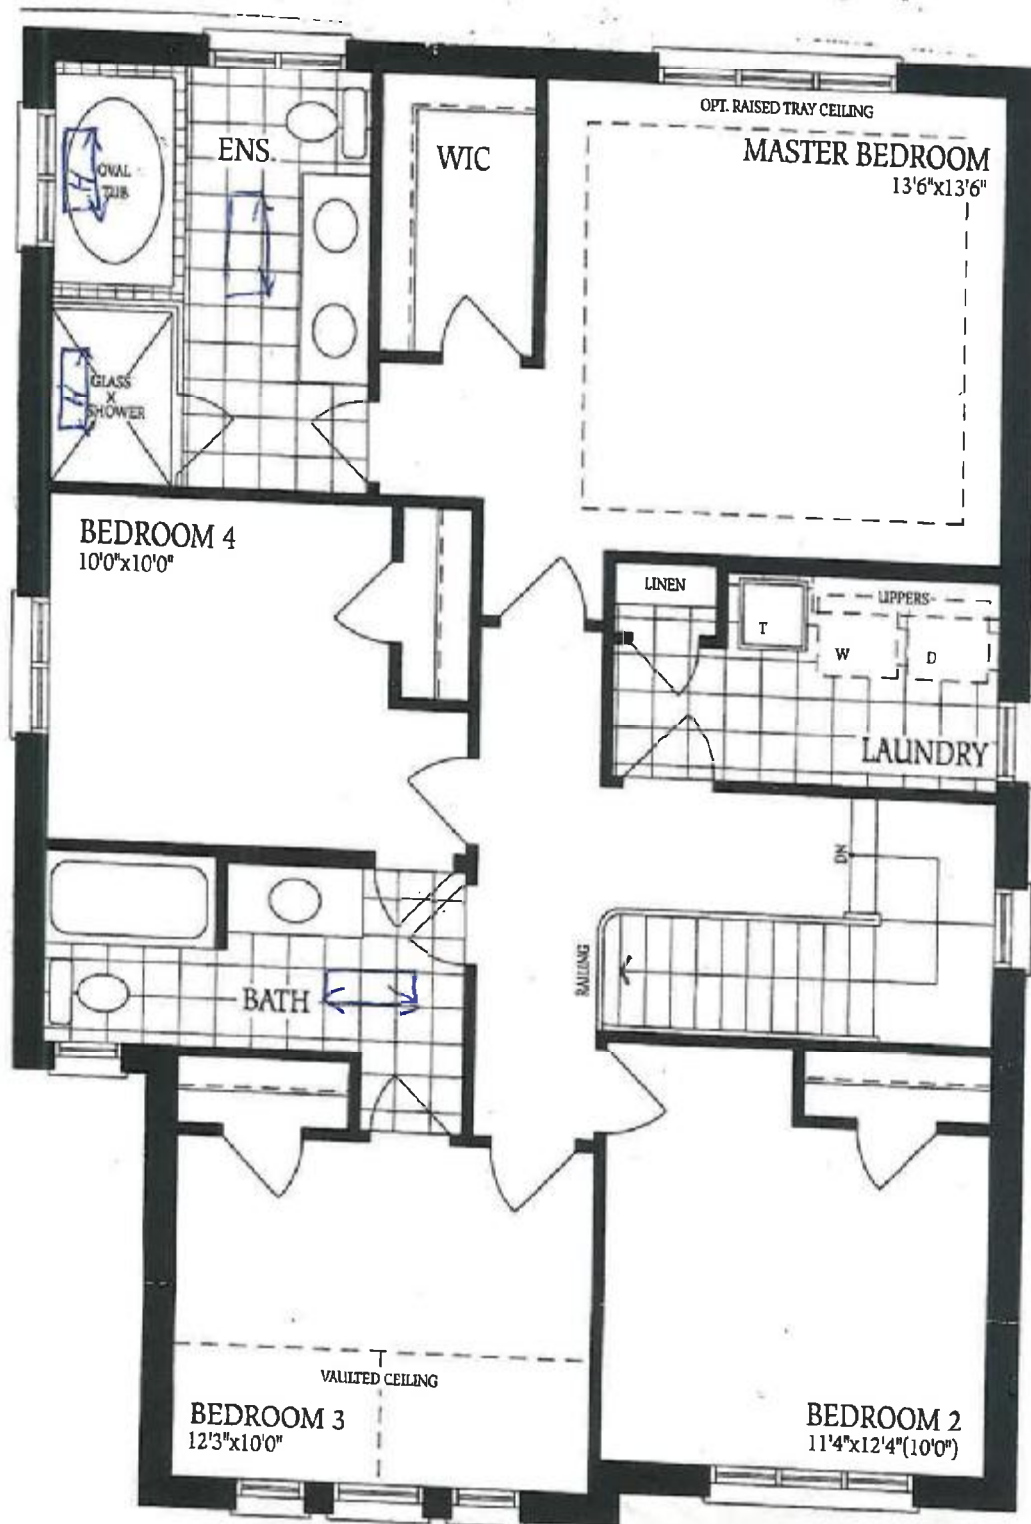 OPT. RAISED TRAY CEILING
ENS.
WIC
MASTER BEDROOM
13'6"x13'6"
OVAL
TUB
GLASS
X
SHOWER
BEDROOM 4
10'0"x10'0"
LINEN
UPPERS
T
W
D
LAUNDRY
DN
RAILING
BATH
VAULTED CEILING
BEDROOM 3
12'3"x10'0"
BEDROOM 2
11'4"x12'4"(10'0")